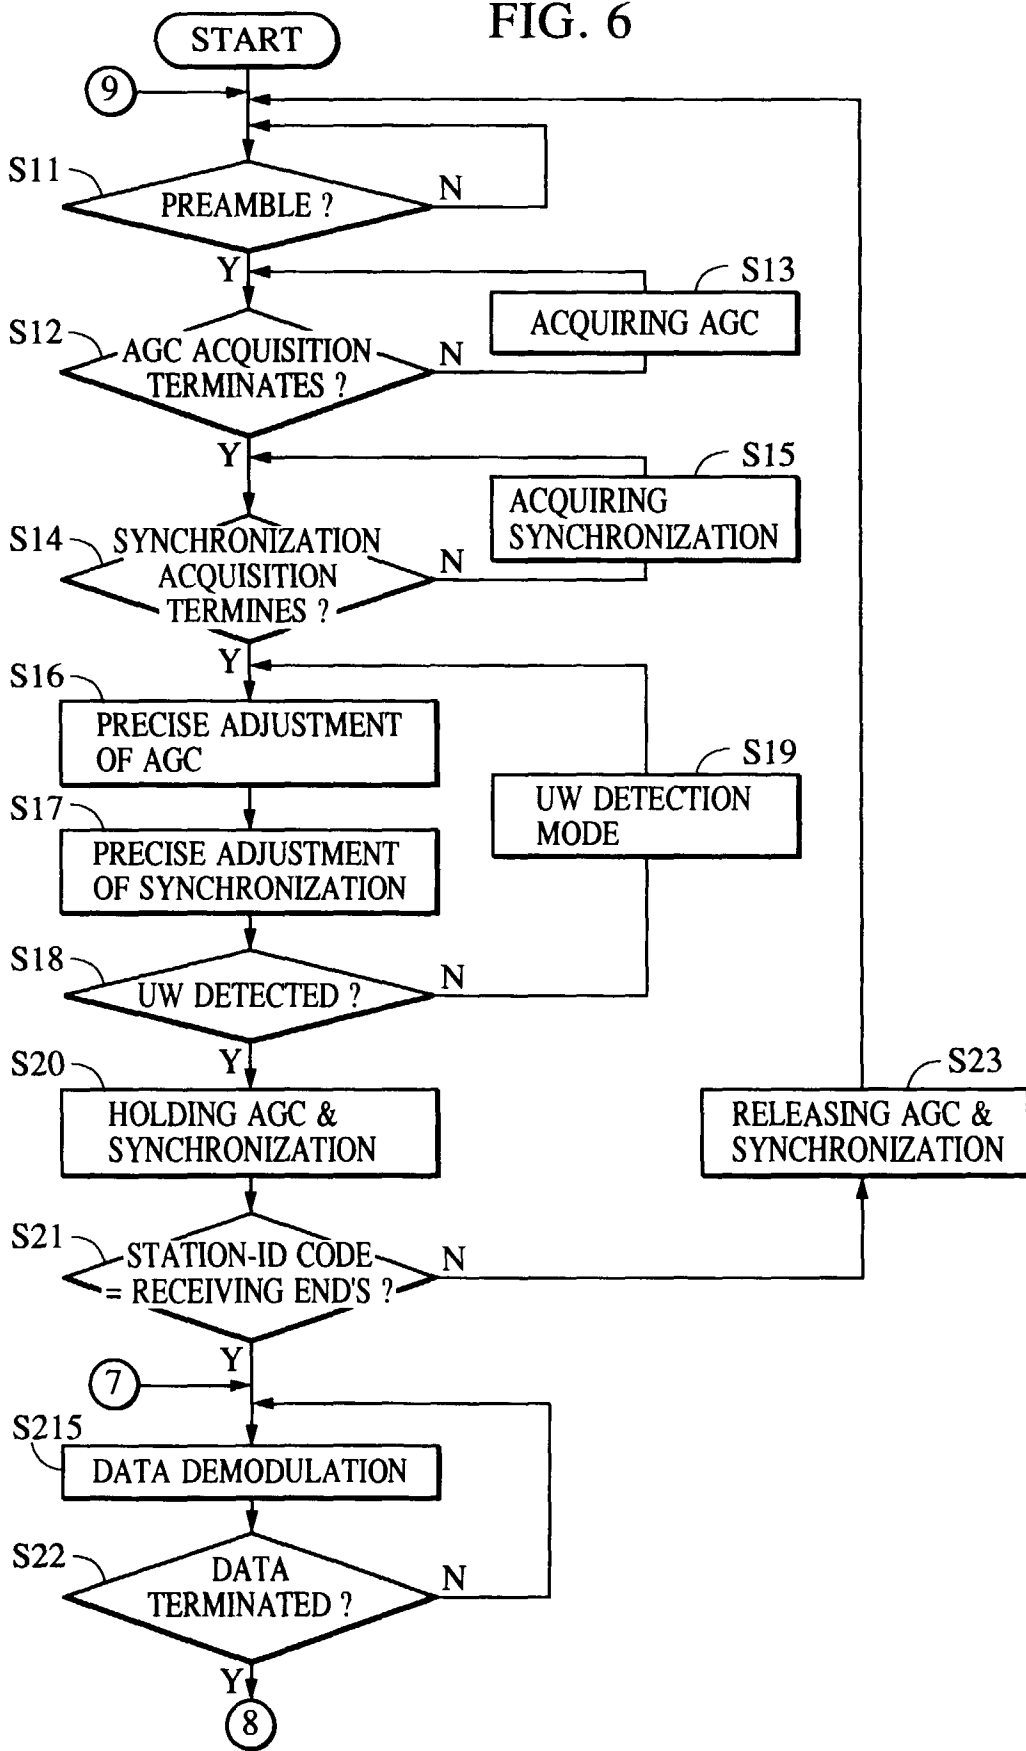 FIG. 6
START
9
S11
PREAMBLE ?
N
Y
S13
ACQUIRING AGC
S12
AGC ACQUISITION
TERMINATES ?
N
Y
S15
ACQUIRING
SYNCHRONIZATION
S14
SYNCHRONIZATION
ACQUISITION
TERMINES ?
N
Y
S16
PRECISE ADJUSTMENT
OF AGC
S19
UW DETECTION
MODE
S17
PRECISE ADJUSTMENT
OF SYNCHRONIZATION
S18
UW DETECTED ?
N
Y
S20
HOLDING AGC &
SYNCHRONIZATION
S23
RELEASING AGC &
SYNCHRONIZATION
S21
STATION-ID CODE
= RECEIVING END'S ?
N
Y
7
S215
DATA DEMODULATION
S22
DATA
TERMINATED ?
N
Y
8